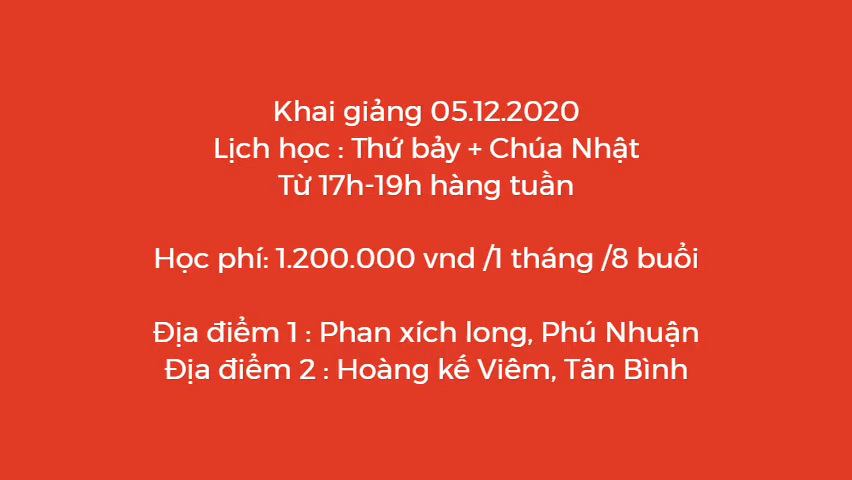 Khai giảng 05.12.2020
Lịch học : Thứ bảy + Chúa Nhật
Từ 17h-19h hàng tuần
Học phí: 1.200.000 vnd /1 tháng /8 buổi
Địa điểm 1 : Phan xích long, Phú Nhuận
Địa điểm 2 : Hoàng kế Viêm, Tân Bình